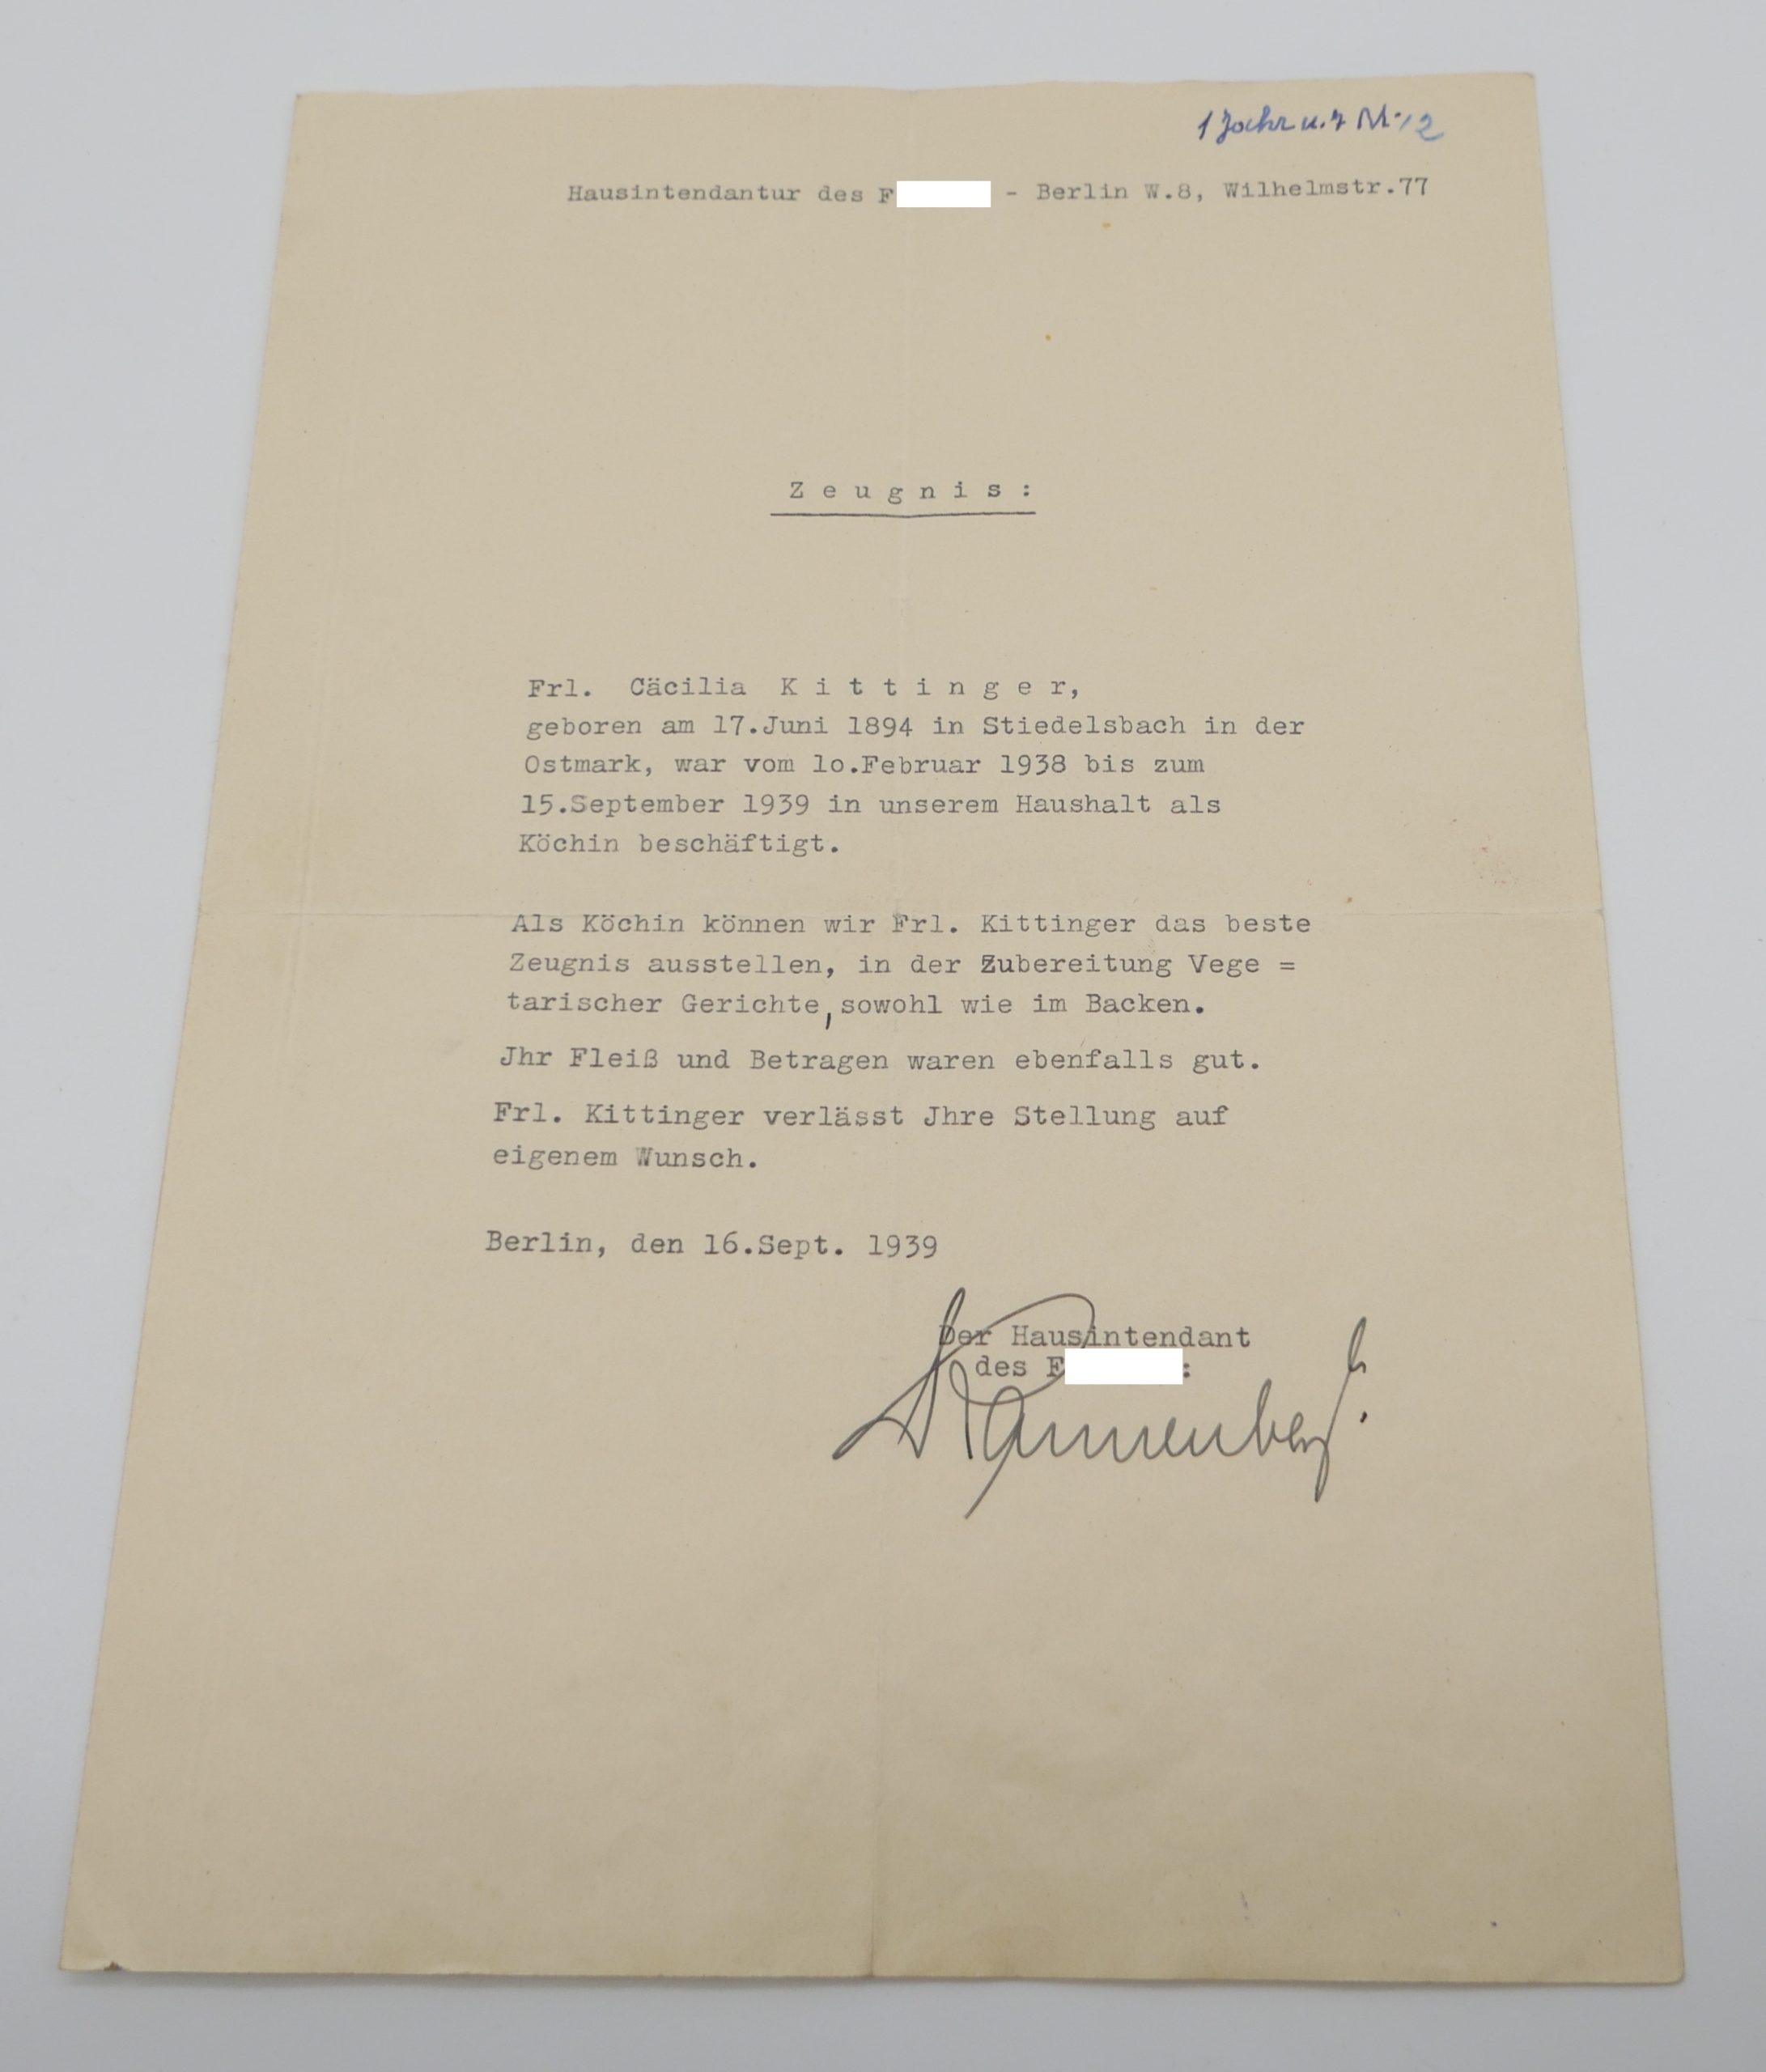 1 Jahr u. 7 M.
Hausintendantur des F - Berlin W.8, Wilhelmstr.77
Zeugnis:
Frl. Cäcilia Kittinger,
geboren am 17.Juni 1894 in Stiedelsbach in der
Ostmark, war vom 1o.Februar 1938 bis zum
15.September 1939 in unserem Haushalt als
Köchin beschäftigt.
Als Köchin können wir Frl. Kittinger das beste
Zeugnis ausstellen, in der Zubereitung Vege =
tarischer Gerichte, sowohl wie im Backen.
Jhr Fleiß und Betragen waren ebenfalls gut.
Frl. Kittinger verlässt Jhre Stellung auf
eigenem Wunsch.
Berlin, den 16.Sept. 1939
Der Hausintendant
des F :
Kannenberg